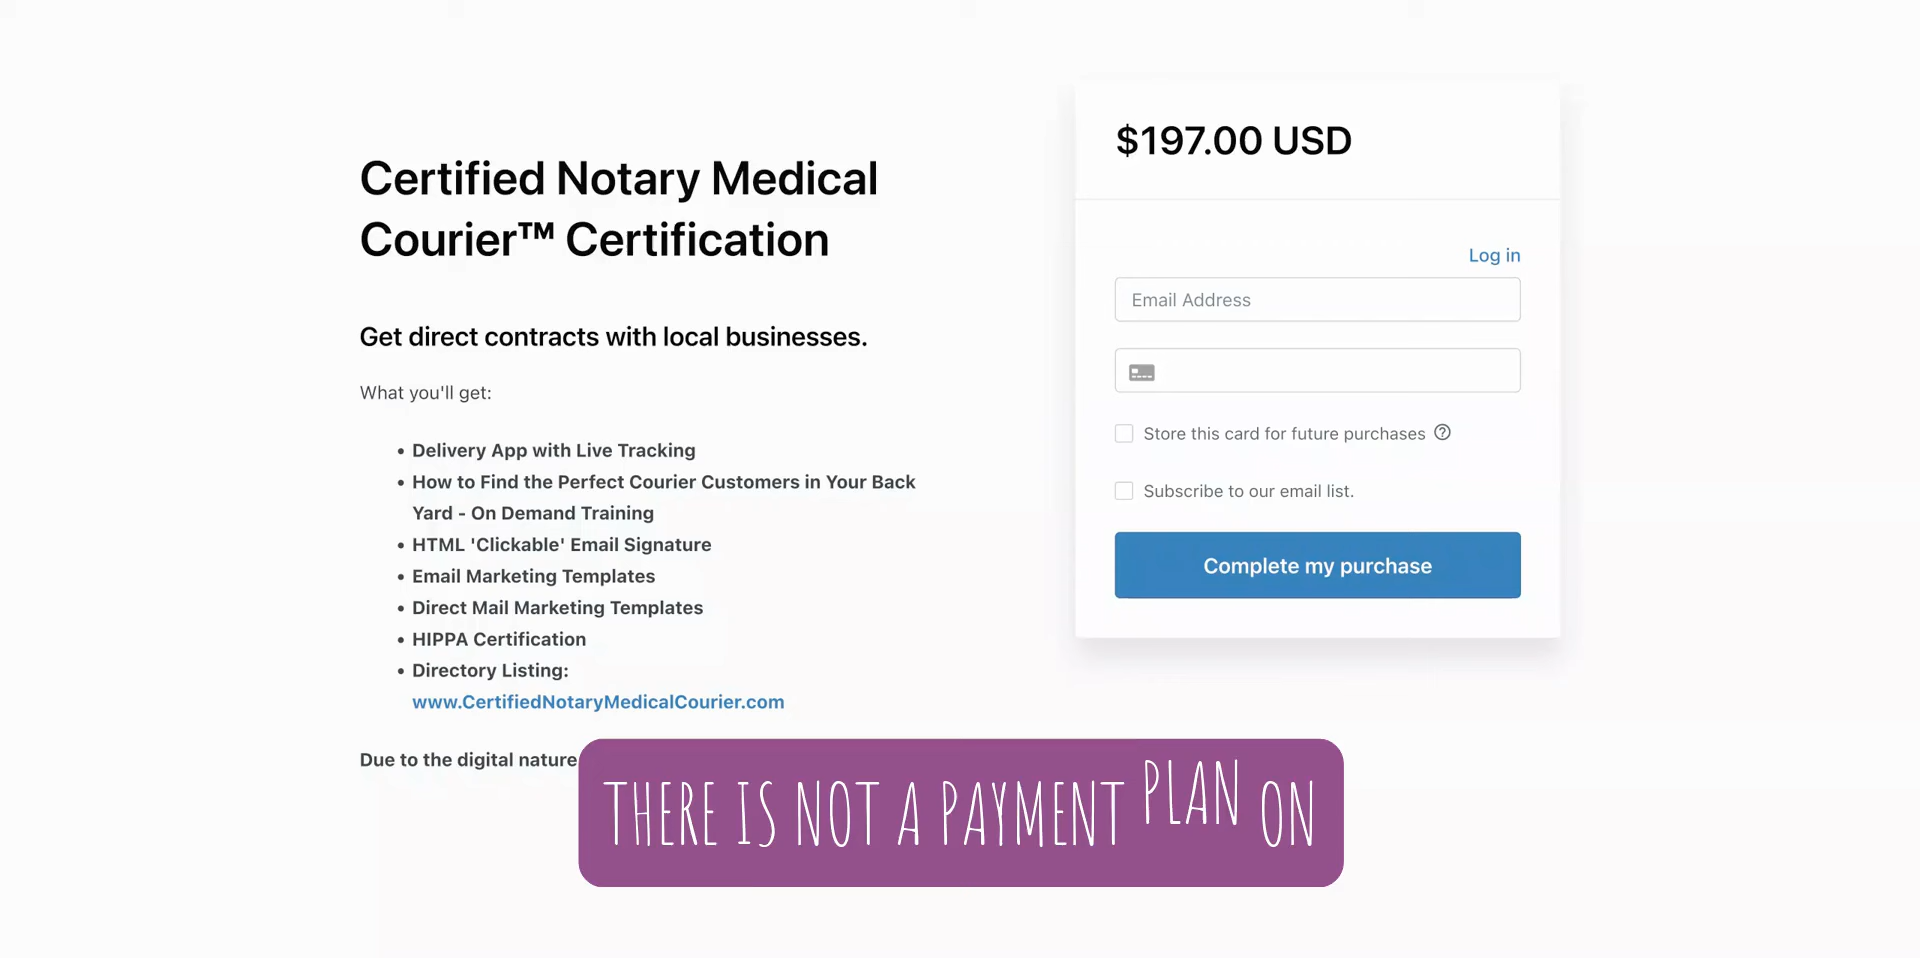 Certified Notary Medical
Courier™ Certification
Get direct contracts with local businesses.
What you'll get:
• Delivery App with Live Tracking
• How to Find the Perfect Courier Customers in Your Back
Yard - On Demand Training
• HTML 'Clickable' Email Signature
• Email Marketing Templates
• Direct Mail Marketing Templates
• HIPPA Certification
• Directory Listing:
www.CertifiedNotaryMedicalCourier.com
Due to the digital nature
$197.00 USD
Log in
Email Address
Store this card for future purchases
Subscribe to our email list.
Complete my purchase
THERE IS NOT A PAYMENT PLAN ON